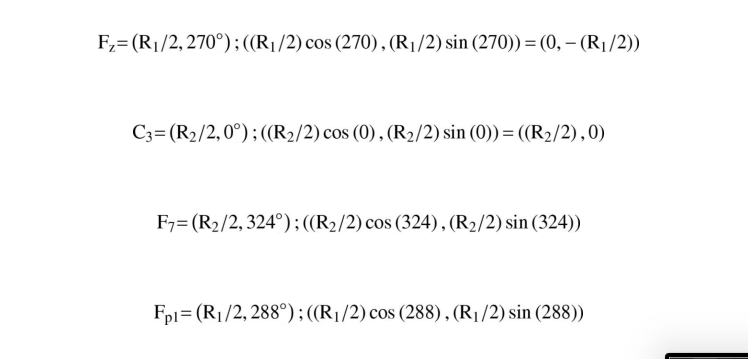 F_z= (R₁/2, 270°) ; ((R₁/2) cos (270) , (R₁/2) sin (270)) = (0, – (R₁/2))
C₃= (R₂/2, 0°) ; ((R₂/2) cos (0) , (R₂/2) sin (0)) = ((R₂/2) , 0)
F₇= (R₂/2, 324°) ; ((R₂/2) cos (324) , (R₂/2) sin (324))
F_p1= (R₁/2, 288°) ; ((R₁/2) cos (288) , (R₁/2) sin (288))